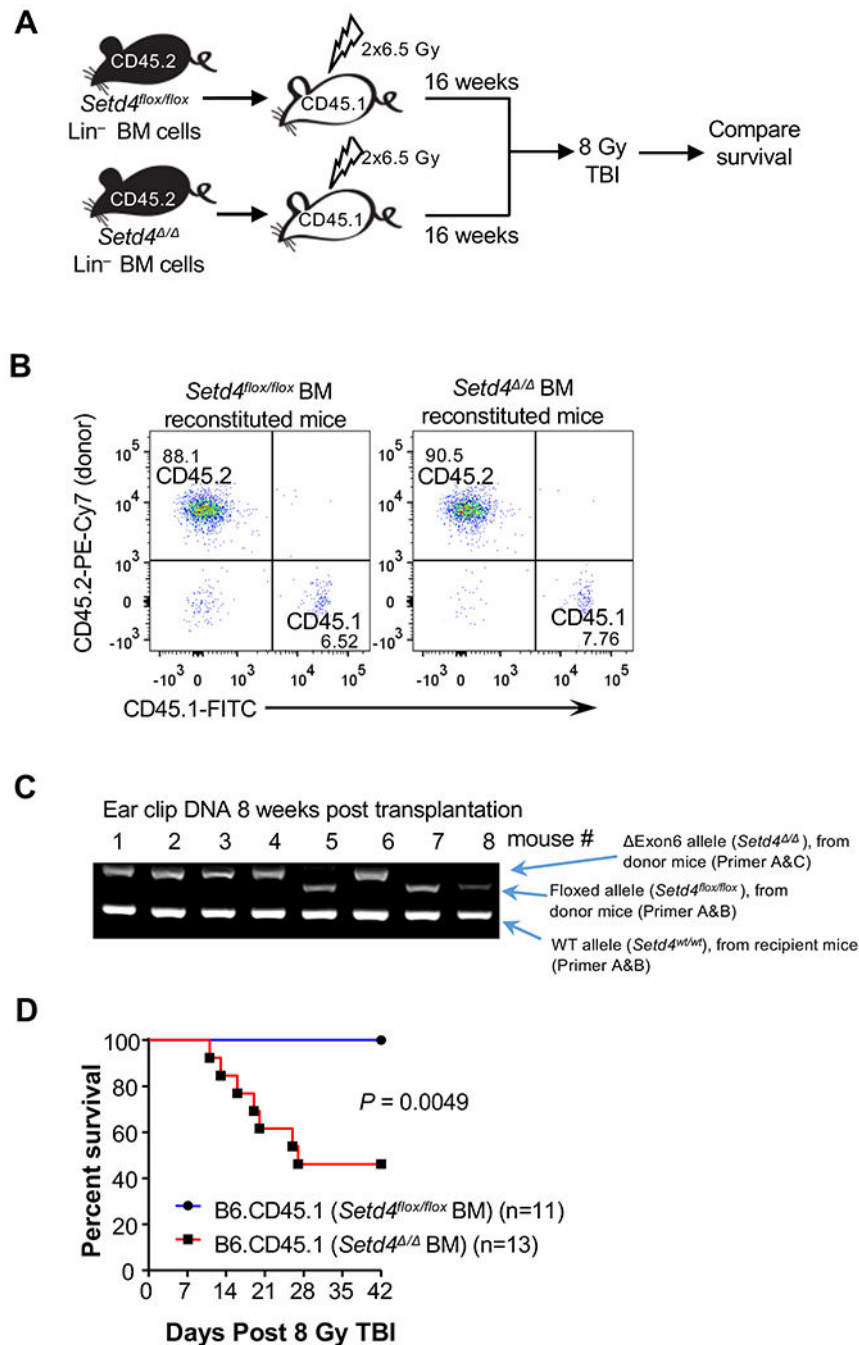 A
CD45.2
Setd4flox/flox
Lin– BM cells
2x6.5 Gy
CD45.1
16 weeks
CD45.2
Setd4Δ/Δ
Lin– BM cells
2x6.5 Gy
CD45.1
16 weeks
8 Gy
TBI
Compare
survival
B
Setd4flox/flox BM
reconstituted mice
Setd4Δ/Δ BM
reconstituted mice
CD45.2-PE-Cy7 (donor)
10^5
10^4
10^3
0
-10^3
88.1
CD45.2
CD45.1
6.52
-10^3 0 10^3 10^4 10^5
10^5
10^4
10^3
0
-10^3
90.5
CD45.2
CD45.1
7.76
-10^3 0 10^3 10^4 10^5
CD45.1-FITC
C
Ear clip DNA 8 weeks post transplantation
1 2 3 4 5 6 7 8 mouse #
ΔExon6 allele (Setd4Δ/Δ), from
donor mice (Primer A&C)
Floxed allele (Setd4flox/flox), from
donor mice (Primer A&B)
WT allele (Setd4wt/wt), from recipient mice
(Primer A&B)
D
Percent survival
100
80
60
40
20
0
P = 0.0049
B6.CD45.1 (Setd4flox/flox BM) (n=11)
B6.CD45.1 (Setd4Δ/Δ BM) (n=13)
0 7 14 21 28 35 42
Days Post 8 Gy TBI